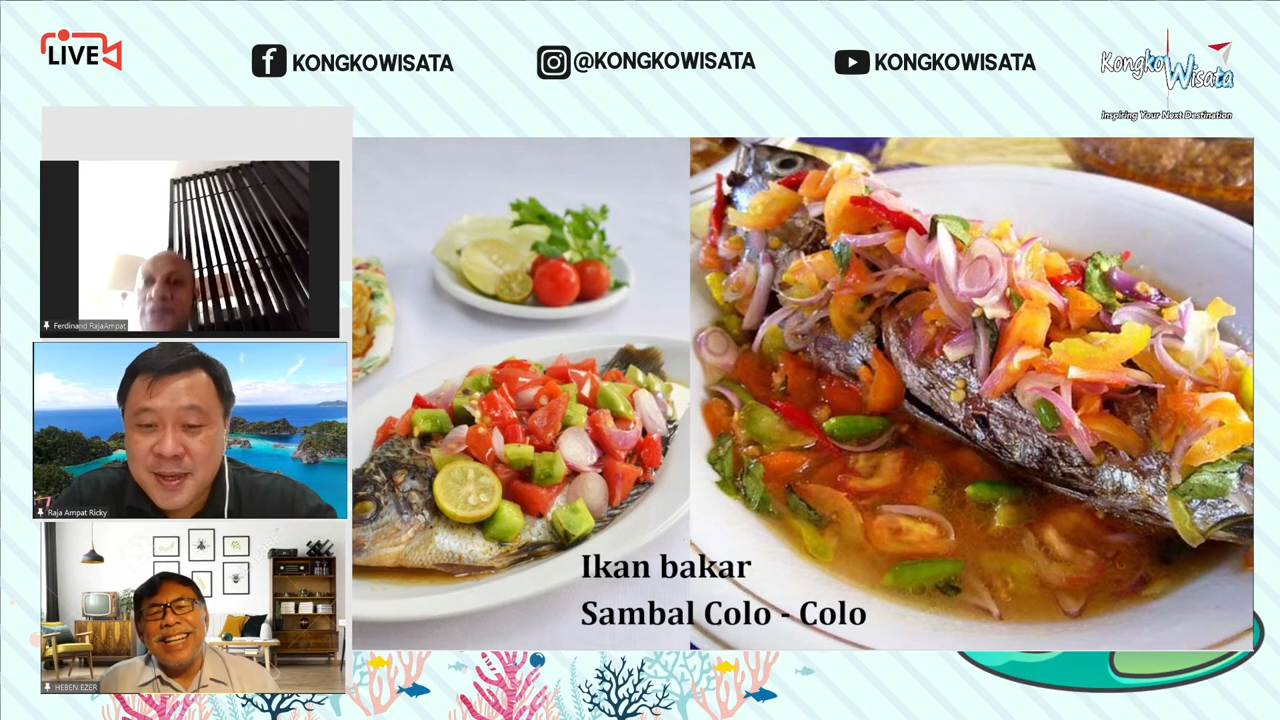 LIVE
KONGKOWISATA
@KONGKOWISATA
KONGKOWISATA
Kongko Wisata
Inspiring Your Next Destination
Ferdinand RajaAmpat
Raja Ampat Ricky
HEBEN EZER
Ikan bakar
Sambal Colo - Colo